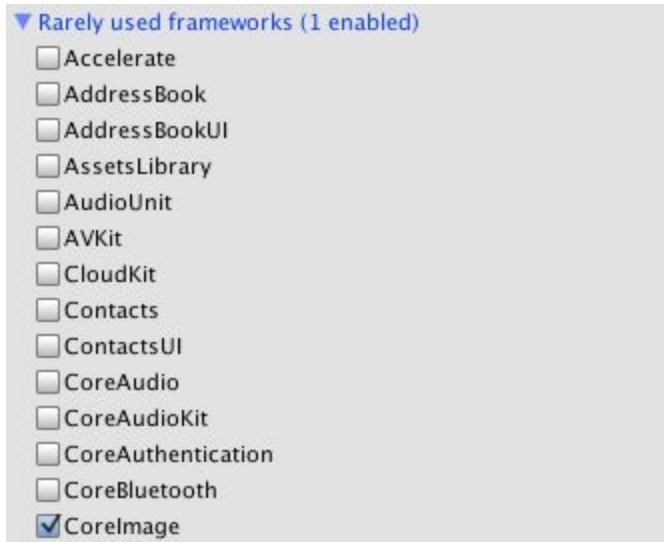 Rarely used frameworks (1 enabled)
Accelerate
AddressBook
AddressBookUI
AssetsLibrary
AudioUnit
AVKit
CloudKit
Contacts
ContactsUI
CoreAudio
CoreAudioKit
CoreAuthentication
CoreBluetooth
CoreImage